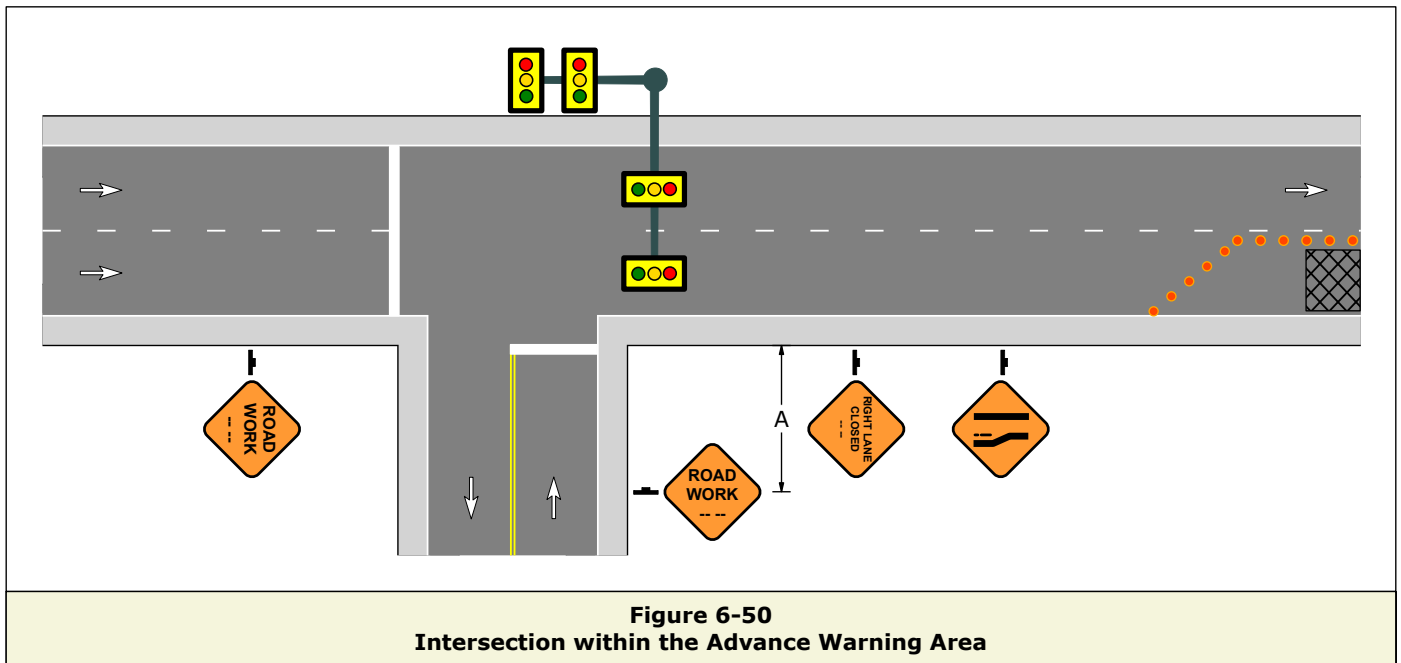 ROAD
WORK
-- --
ROAD
WORK
-- --
A
RIGHT LANE
CLOSED
-- --
Figure 6-50
Intersection within the Advance Warning Area